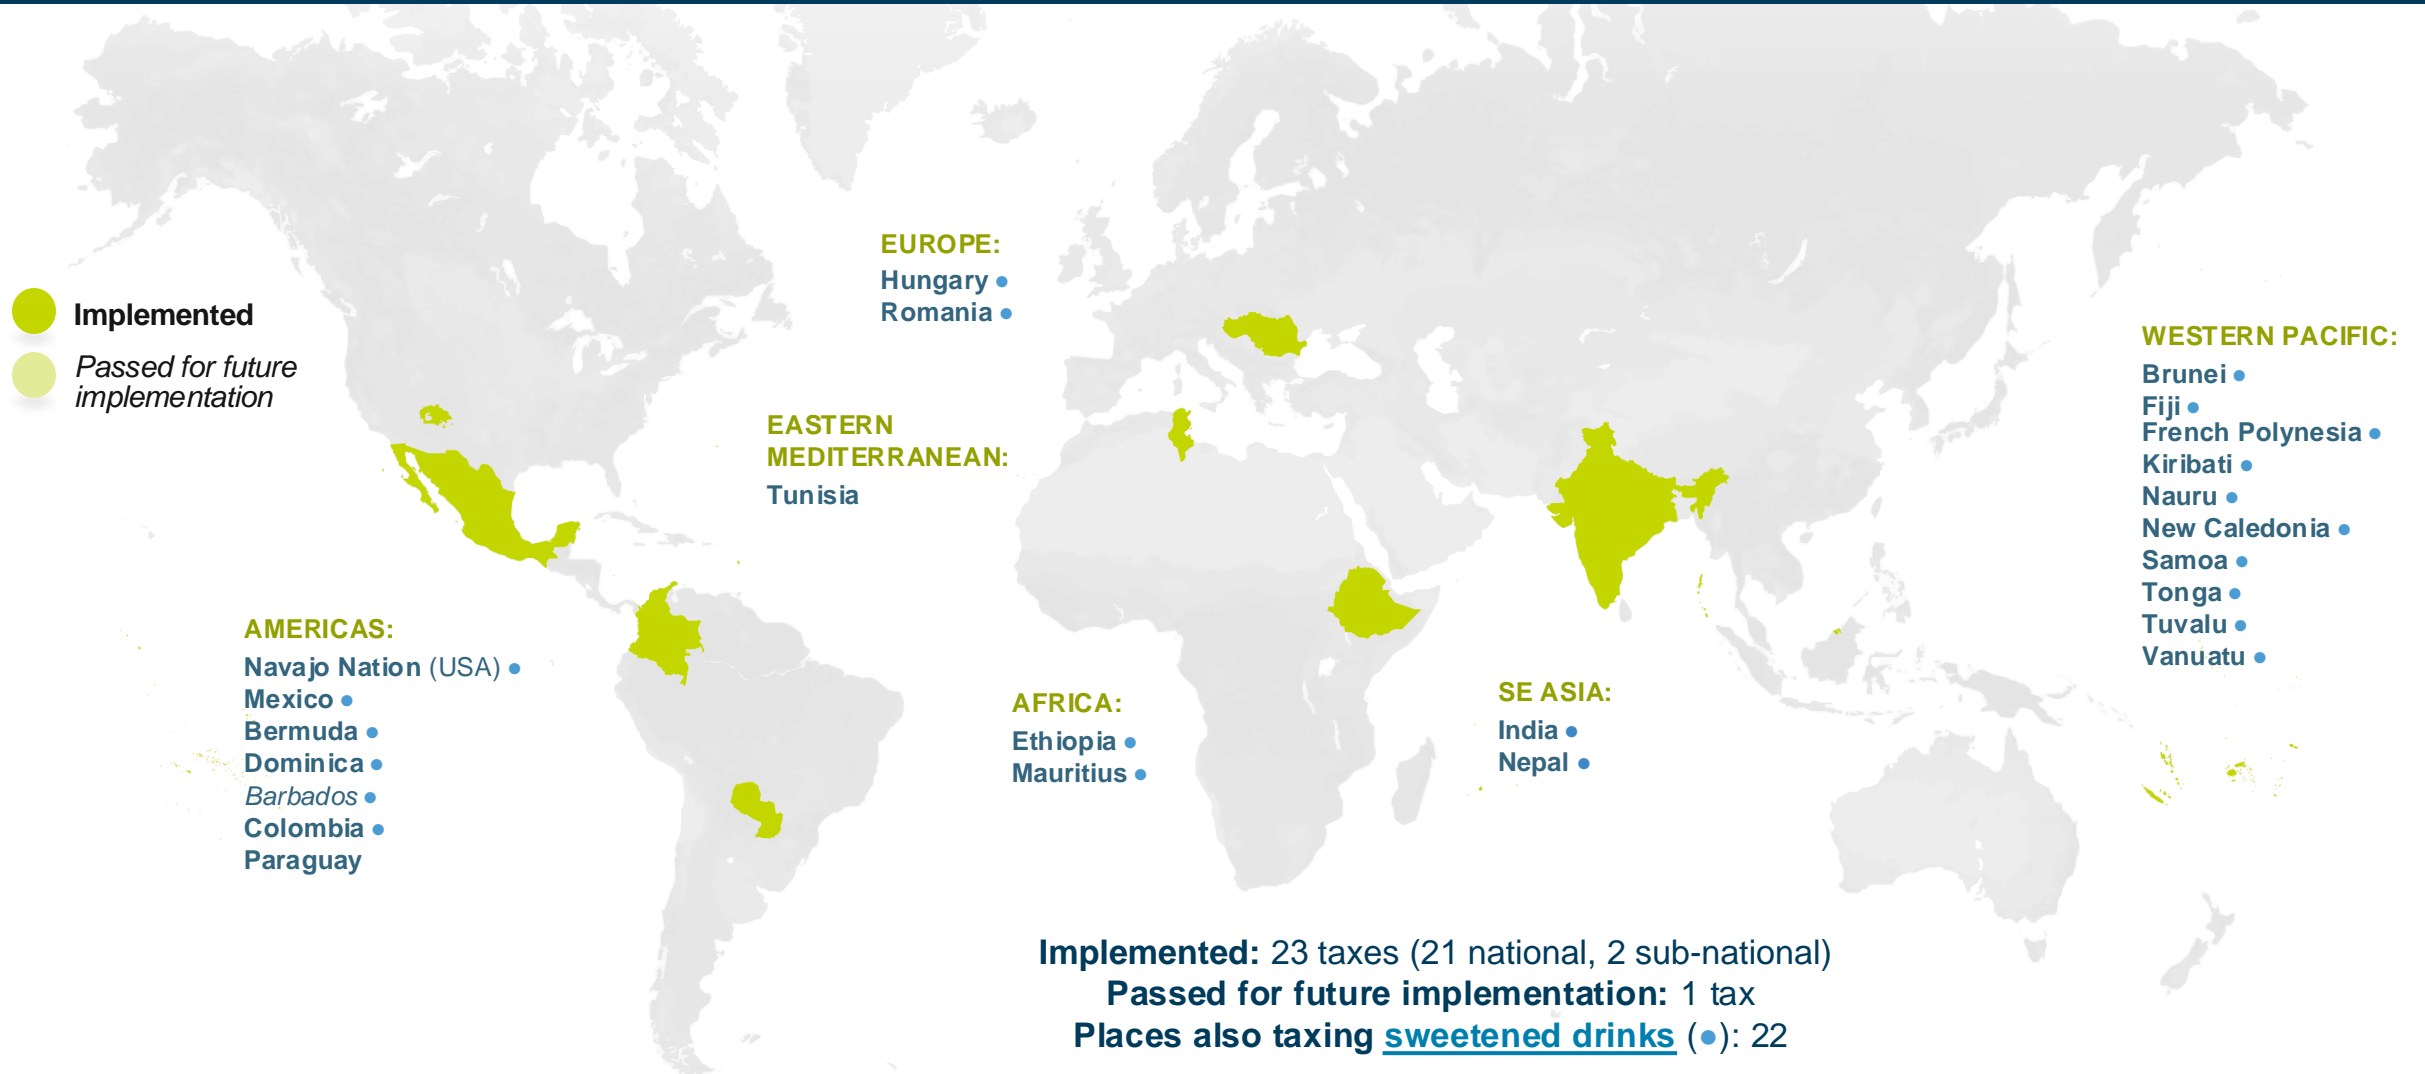 Implemented
Passed for future
implementation
EUROPE:
Hungary ●
Romania ●
EASTERN
MEDITERRANEAN:
Tunisia
AMERICAS:
Navajo Nation (USA) ●
Mexico ●
Bermuda ●
Dominica ●
Barbados ●
Colombia ●
Paraguay
AFRICA:
Ethiopia ●
Mauritius ●
SE ASIA:
India ●
Nepal ●
WESTERN PACIFIC:
Brunei ●
Fiji ●
French Polynesia ●
Kiribati ●
Nauru ●
New Caledonia ●
Samoa ●
Tonga ●
Tuvalu ●
Vanuatu ●
Implemented: 23 taxes (21 national, 2 sub-national)
Passed for future implementation: 1 tax
Places also taxing sweetened drinks (●): 22